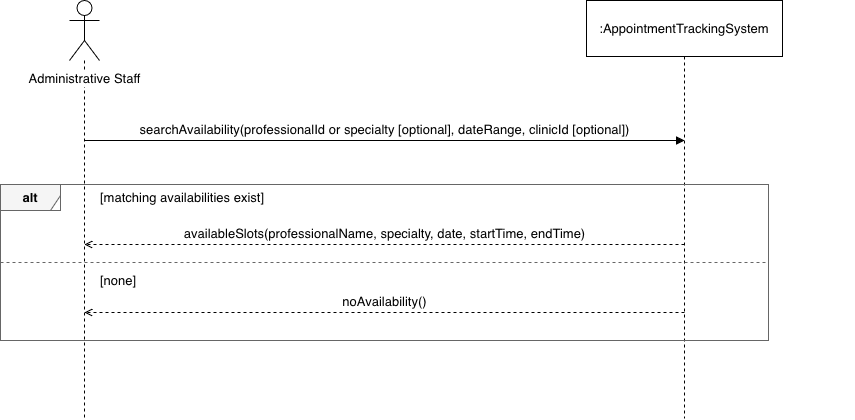 :AppointmentTrackingSystem
Administrative Staff
searchAvailability(professionalId or specialty [optional], dateRange, clinicId [optional])
alt
[matching availabilities exist]
availableSlots(professionalName, specialty, date, startTime, endTime)
[none]
noAvailability()